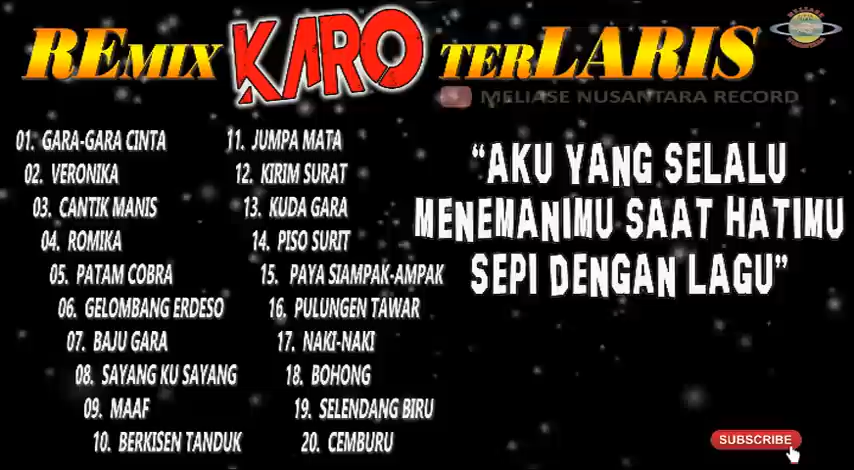 REMIX KARO TERLARIS
MELIASE NUSANTARA RECORD
01. GARA-GARA CINTA
02. VERONIKA
03. CANTIK MANIS
04. ROMIKA
05. PATAM COBRA
06. GELOMBANG ERDESO
07. BAJU GARA
08. SAYANG KU SAYANG
09. MAAF
10. BERKISEN TANDUK
11. JUMPA MATA
12. KIRIM SURAT
13. KUDA GARA
14. PISO SURIT
15. PAYA SIAMPAK-AMPAK
16. PULUNGEN TAWAR
17. NAKI-NAKI
18. BOHONG
19. SELENDANG BIRU
20. CEMBURU
“AKU YANG SELALU
MENEMANIMU SAAT HATIMU
SEPI DENGAN LAGU”
SUBSCRIBE